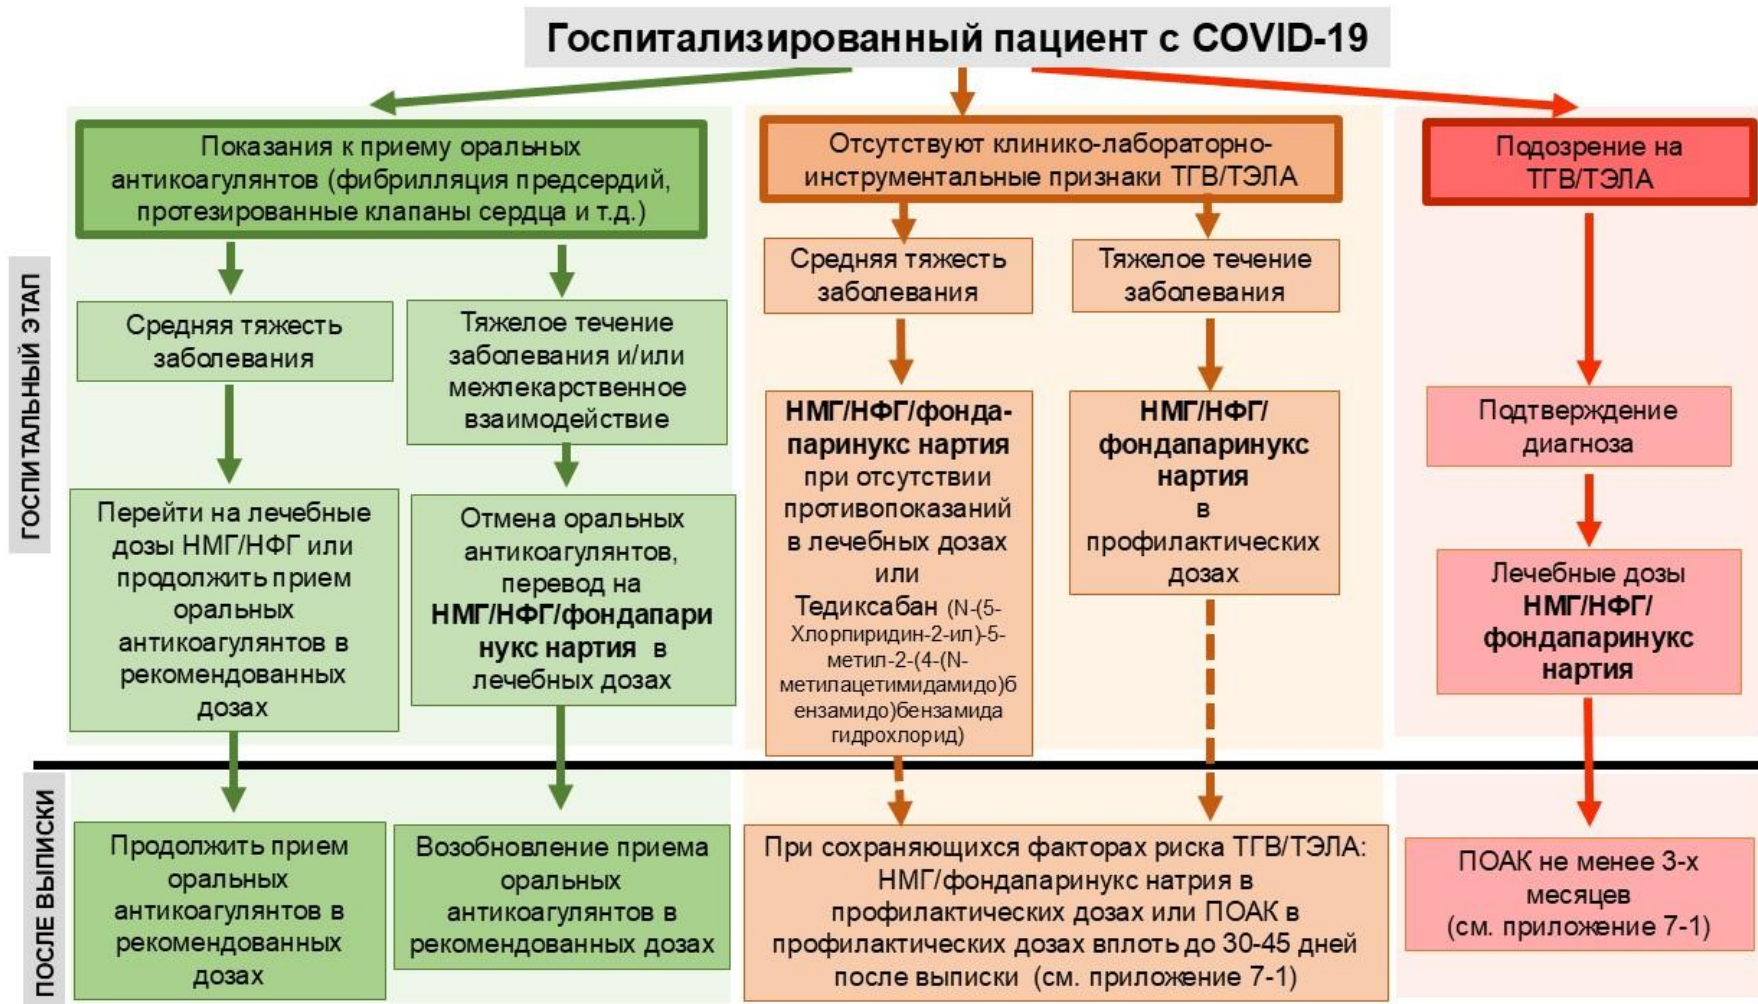 Госпитализированный пациент с COVID-19
Показания к приему оральных
антикоагулянтов (фибрилляция предсердий,
протезированные клапаны сердца и т.д.)
Отсутствуют клинико-лабораторно-
инструментальные признаки ТГВ/ТЭЛА
Подозрение на
ТГВ/ТЭЛА
ГОСПИТАЛЬНЫЙ ЭТАП
Средняя тяжесть
заболевания
Тяжелое течение
заболевания и/или
межлекарственное
взаимодействие
Средняя тяжесть
заболевания
Тяжелое течение
заболевания
Перейти на лечебные
дозы НМГ/НФГ или
продолжить прием
оральных
антикоагулянтов в
рекомендованных
дозах
Отмена оральных
антикоагулянтов,
перевод на
НМГ/НФГ/фондапари
нукс нартия в
лечебных дозах
НМГ/НФГ/фонда-
паринукс нартия
при отсутствии
противопоказаний
в лечебных дозах
или
Тедиксабан (N-(5-
Хлорпиридин-2-ил)-5-
метил-2-(4-(N-
метилацетимидамидо)б
ензамидо)бензамида
гидрохлорид)
НМГ/НФГ/
фондапаринукс
нартия
в
профилактических
дозах
Подтверждение
диагноза
Лечебные дозы
НМГ/НФГ/
фондапаринукс
нартия
ПОСЛЕ ВЫПИСКИ
Продолжить прием
оральных
антикоагулянтов в
рекомендованных
дозах
Возобновление приема
оральных
антикоагулянтов в
рекомендованных дозах
При сохраняющихся факторах риска ТГВ/ТЭЛА:
НМГ/фондапаринукс натрия в
профилактических дозах или ПОАК в
профилактических дозах вплоть до 30-45 дней
после выписки (см. приложение 7-1)
ПОАК не менее 3-х
месяцев
(см. приложение 7-1)